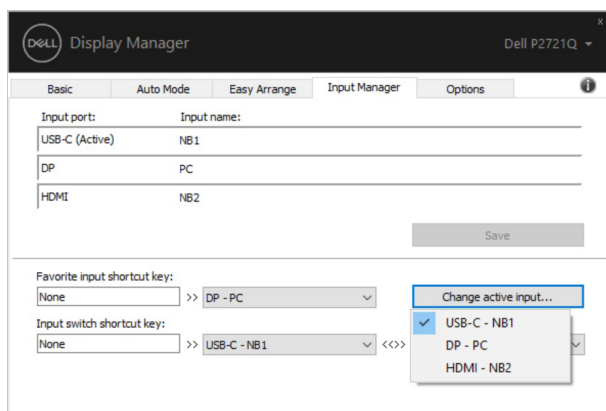 DELL Display Manager Dell P2721Q
x
Basic Auto Mode Easy Arrange Input Manager Options i
Input port: Input name:
USB-C (Active) NB1
DP PC
HDMI NB2
Save
Favorite input shortcut key:
None >> DP - PC Change active input...
Input switch shortcut key:
None >> USB-C - NB1 <<>>
USB-C - NB1
DP - PC
HDMI - NB2